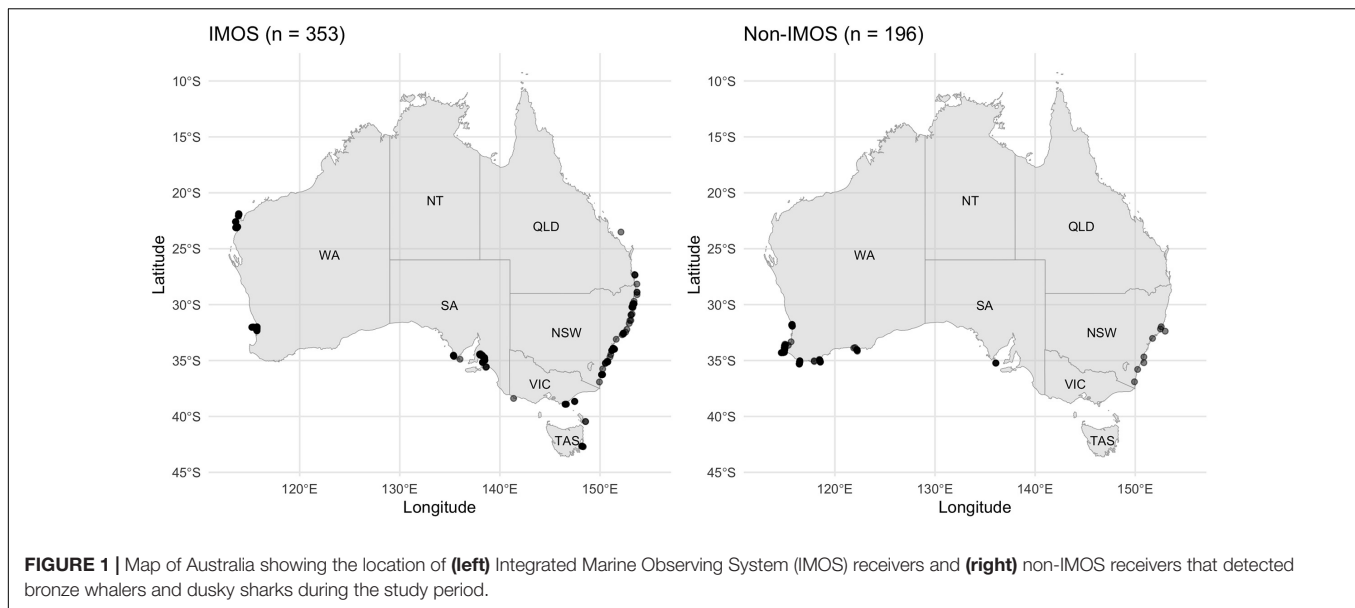 IMOS (n = 353)
10°S
15°S
20°S
25°S
30°S
35°S
40°S
45°S
Latitude
WA
NT
QLD
SA
NSW
VIC
TAS
120°E 130°E 140°E 150°E
Longitude
Non-IMOS (n = 196)
10°S
15°S
20°S
25°S
30°S
35°S
40°S
45°S
Latitude
WA
NT
QLD
SA
NSW
VIC
TAS
120°E 130°E 140°E 150°E
Longitude
FIGURE 1 | Map of Australia showing the location of (left) Integrated Marine Observing System (IMOS) receivers and (right) non-IMOS receivers that detected
bronze whalers and dusky sharks during the study period.